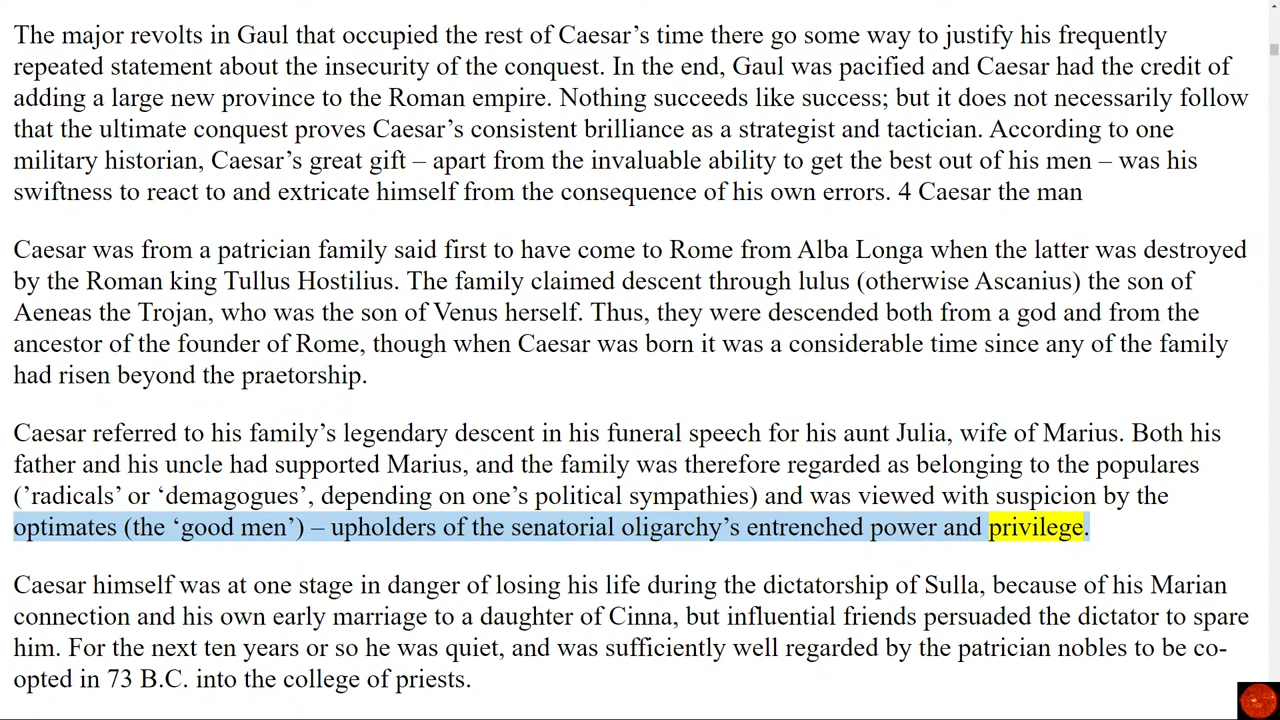 The major revolts in Gaul that occupied the rest of Caesar’s time there go some way to justify his frequently
repeated statement about the insecurity of the conquest. In the end, Gaul was pacified and Caesar had the credit of
adding a large new province to the Roman empire. Nothing succeeds like success; but it does not necessarily follow
that the ultimate conquest proves Caesar’s consistent brilliance as a strategist and tactician. According to one
military historian, Caesar’s great gift – apart from the invaluable ability to get the best out of his men – was his
swiftness to react to and extricate himself from the consequence of his own errors. 4 Caesar the man
Caesar was from a patrician family said first to have come to Rome from Alba Longa when the latter was destroyed
by the Roman king Tullus Hostilius. The family claimed descent through lulus (otherwise Ascanius) the son of
Aeneas the Trojan, who was the son of Venus herself. Thus, they were descended both from a god and from the
ancestor of the founder of Rome, though when Caesar was born it was a considerable time since any of the family
had risen beyond the praetorship.
Caesar referred to his family’s legendary descent in his funeral speech for his aunt Julia, wife of Marius. Both his
father and his uncle had supported Marius, and the family was therefore regarded as belonging to the populares
(’radicals’ or ‘demagogues’, depending on one’s political sympathies) and was viewed with suspicion by the
optimates (the ‘good men’) – upholders of the senatorial oligarchy’s entrenched power and privilege.
Caesar himself was at one stage in danger of losing his life during the dictatorship of Sulla, because of his Marian
connection and his own early marriage to a daughter of Cinna, but influential friends persuaded the dictator to spare
him. For the next ten years or so he was quiet, and was sufficiently well regarded by the patrician nobles to be co-
opted in 73 B.C. into the college of priests.